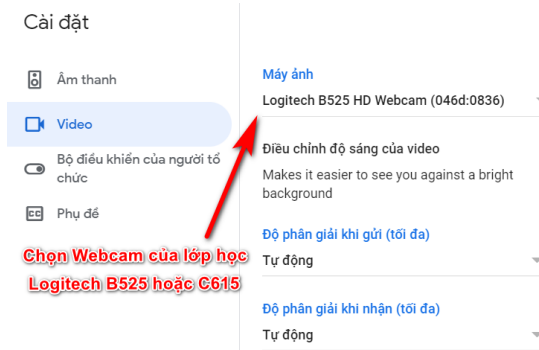 Cài đặt
Âm thanh
Video
Bộ điều khiển của người tổ
chức
Phụ đề
Chọn Webcam của lớp học
Logitech B525 hoặc C615
Máy ảnh
Logitech B525 HD Webcam (046d:0836)
Điều chỉnh độ sáng của video
Makes it easier to see you against a bright
background
Độ phân giải khi gửi (tối đa)
Tự động
Độ phân giải khi nhận (tối đa)
Tự động